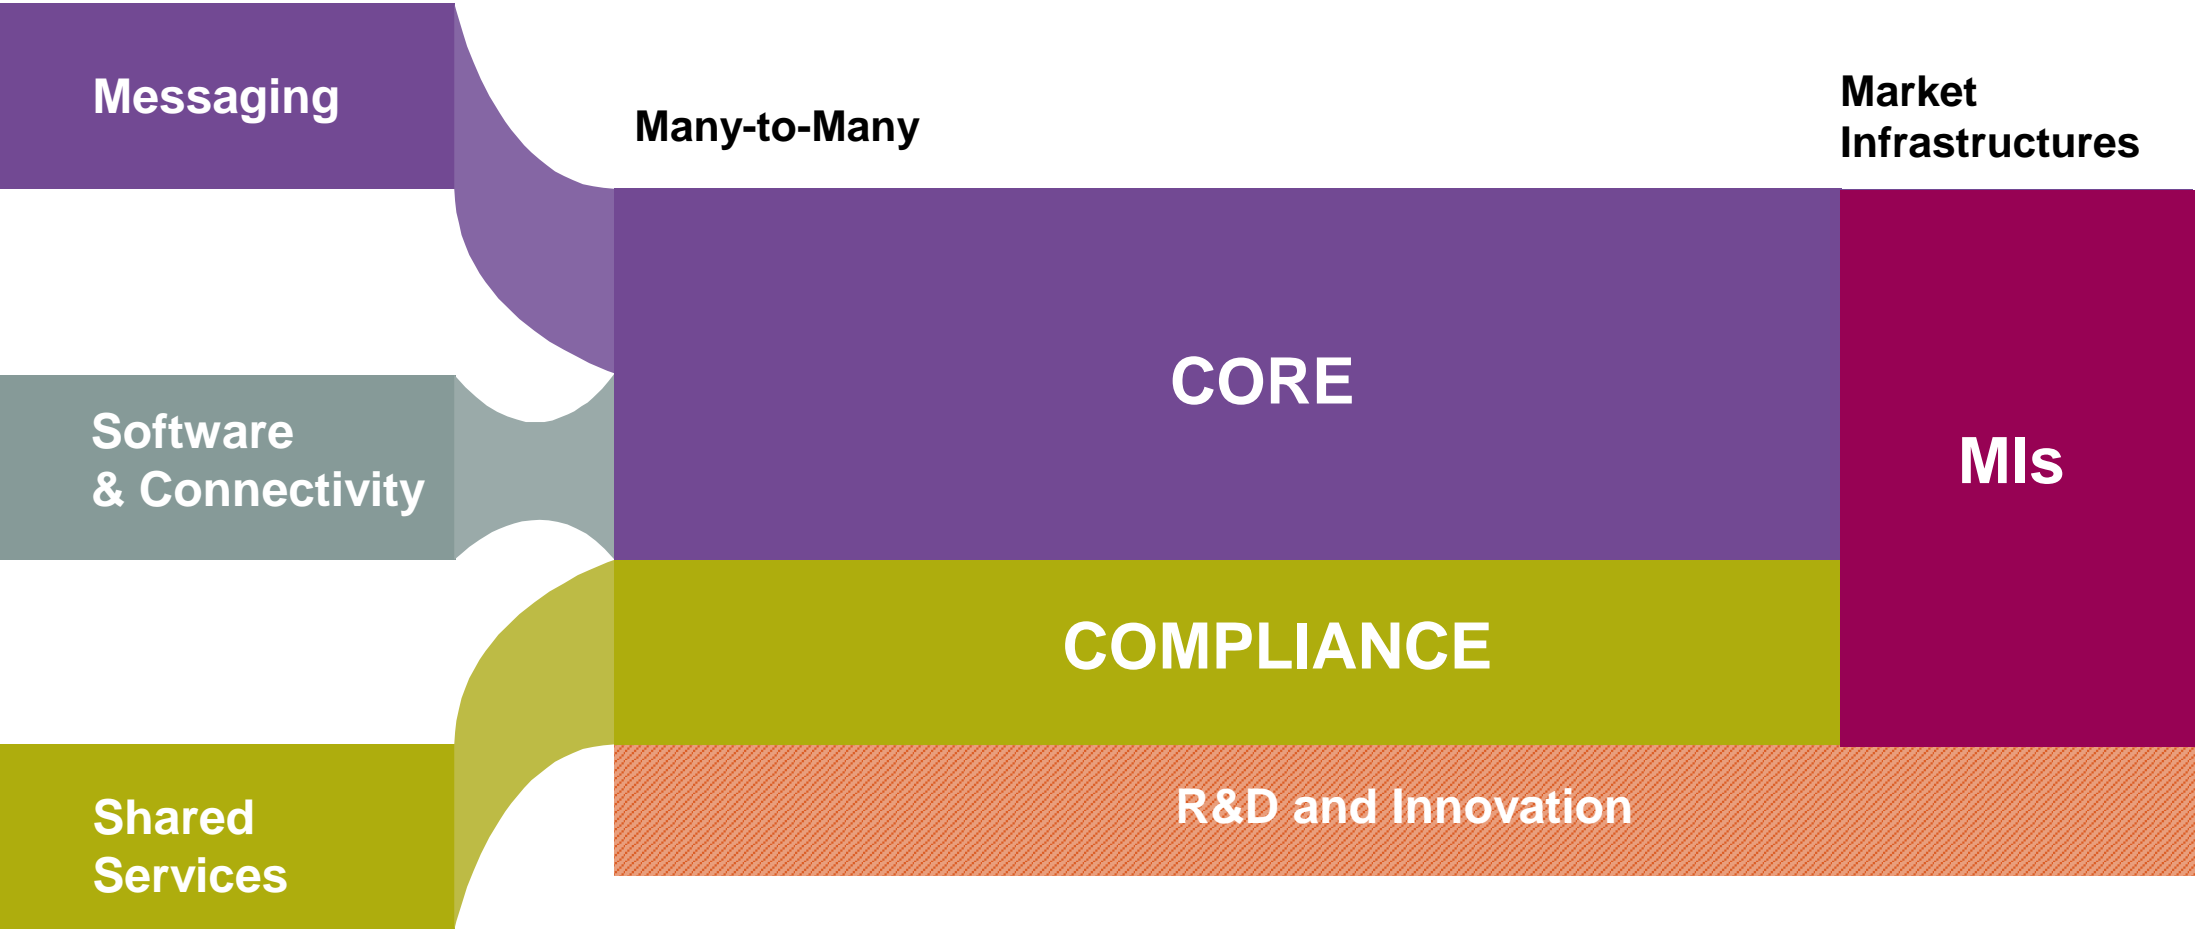 Messaging
Many-to-Many
Market
Infrastructures
Software
& Connectivity
CORE
MIs
COMPLIANCE
Shared
Services
R&D and Innovation